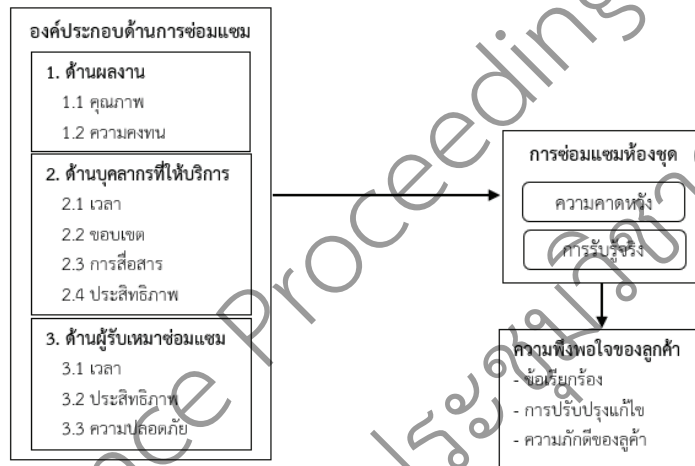 องค์ประกอบด้านการซ่อมแซม
1. ด้านผลงาน
1.1 คุณภาพ
1.2 ความคงทน
2. ด้านบุคลากรที่ให้บริการ
2.1 เวลา
2.2 ขอบเขต
2.3 การสื่อสาร
2.4 ประสิทธิภาพ
3. ด้านผู้รับเหมาซ่อมแซม
3.1 เวลา
3.2 ประสิทธิภาพ
3.3 ความปลอดภัย
การซ่อมแซมห้องชุด
ความคาดหวัง
การรับรู้จริง
ความพึงพอใจของลูกค้า
- ข้อเรียกร้อง
- การปรับปรุงแก้ไข
- ความภักดีของลูค้า
ce Proceeding
ระชุมวิชา